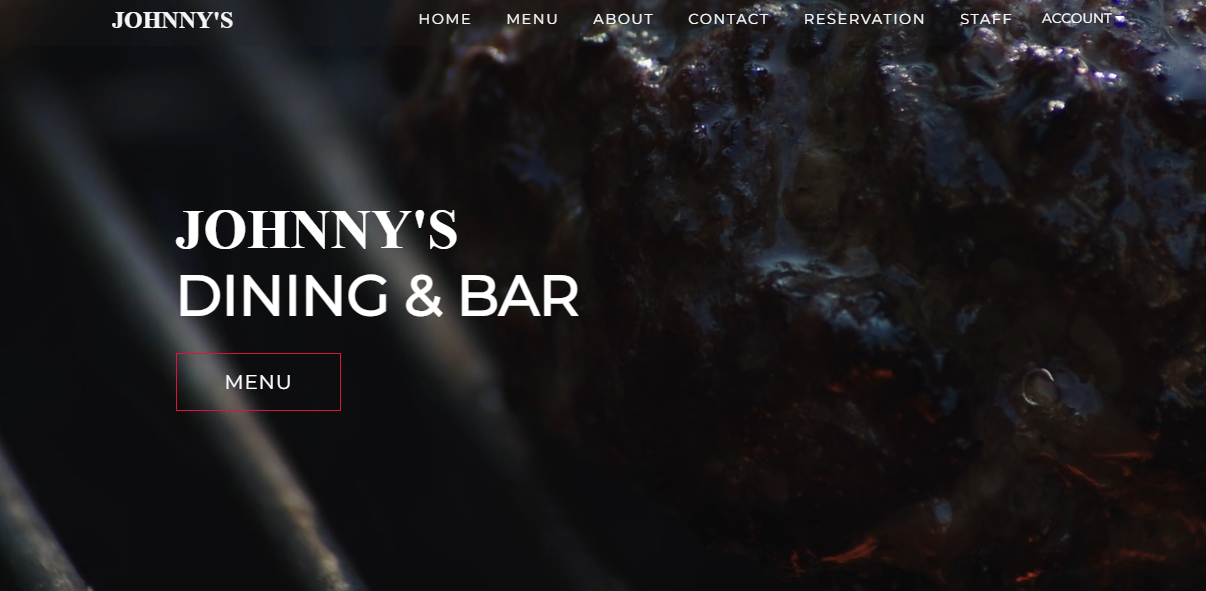 JOHNNY'S HOME MENU ABOUT CONTACT RESERVATION STAFF ACCOUNT
JOHNNY'S
DINING & BAR
MENU